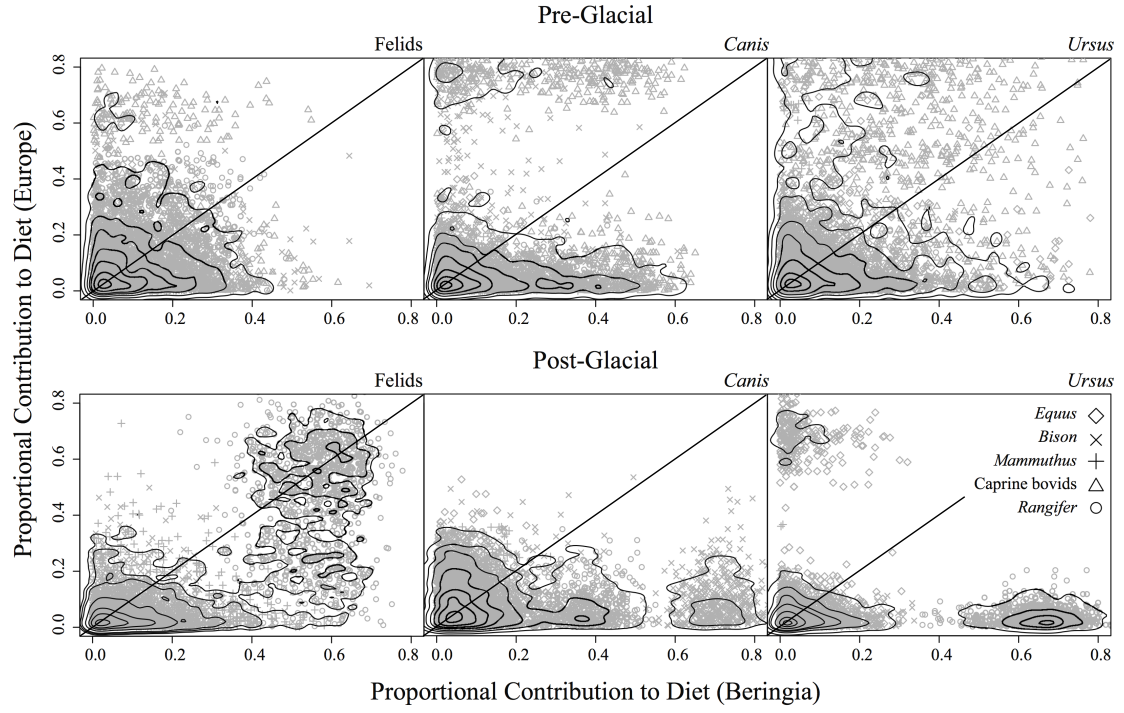 Pre-Glacial
Felids
Canis
Ursus
Proportional Contribution to Diet (Europe)
0.8
0.6
0.4
0.2
0.0
0.0 0.2 0.4 0.6 0.8
0.0 0.2 0.4 0.6 0.8
0.0 0.2 0.4 0.6 0.8
Post-Glacial
Felids
Canis
Ursus
0.8
0.6
0.4
0.2
0.0
Equus
Bison
Mammuthus
Caprine bovids
Rangifer
0.0 0.2 0.4 0.6 0.8
0.0 0.2 0.4 0.6 0.8
0.0 0.2 0.4 0.6 0.8
Proportional Contribution to Diet (Beringia)